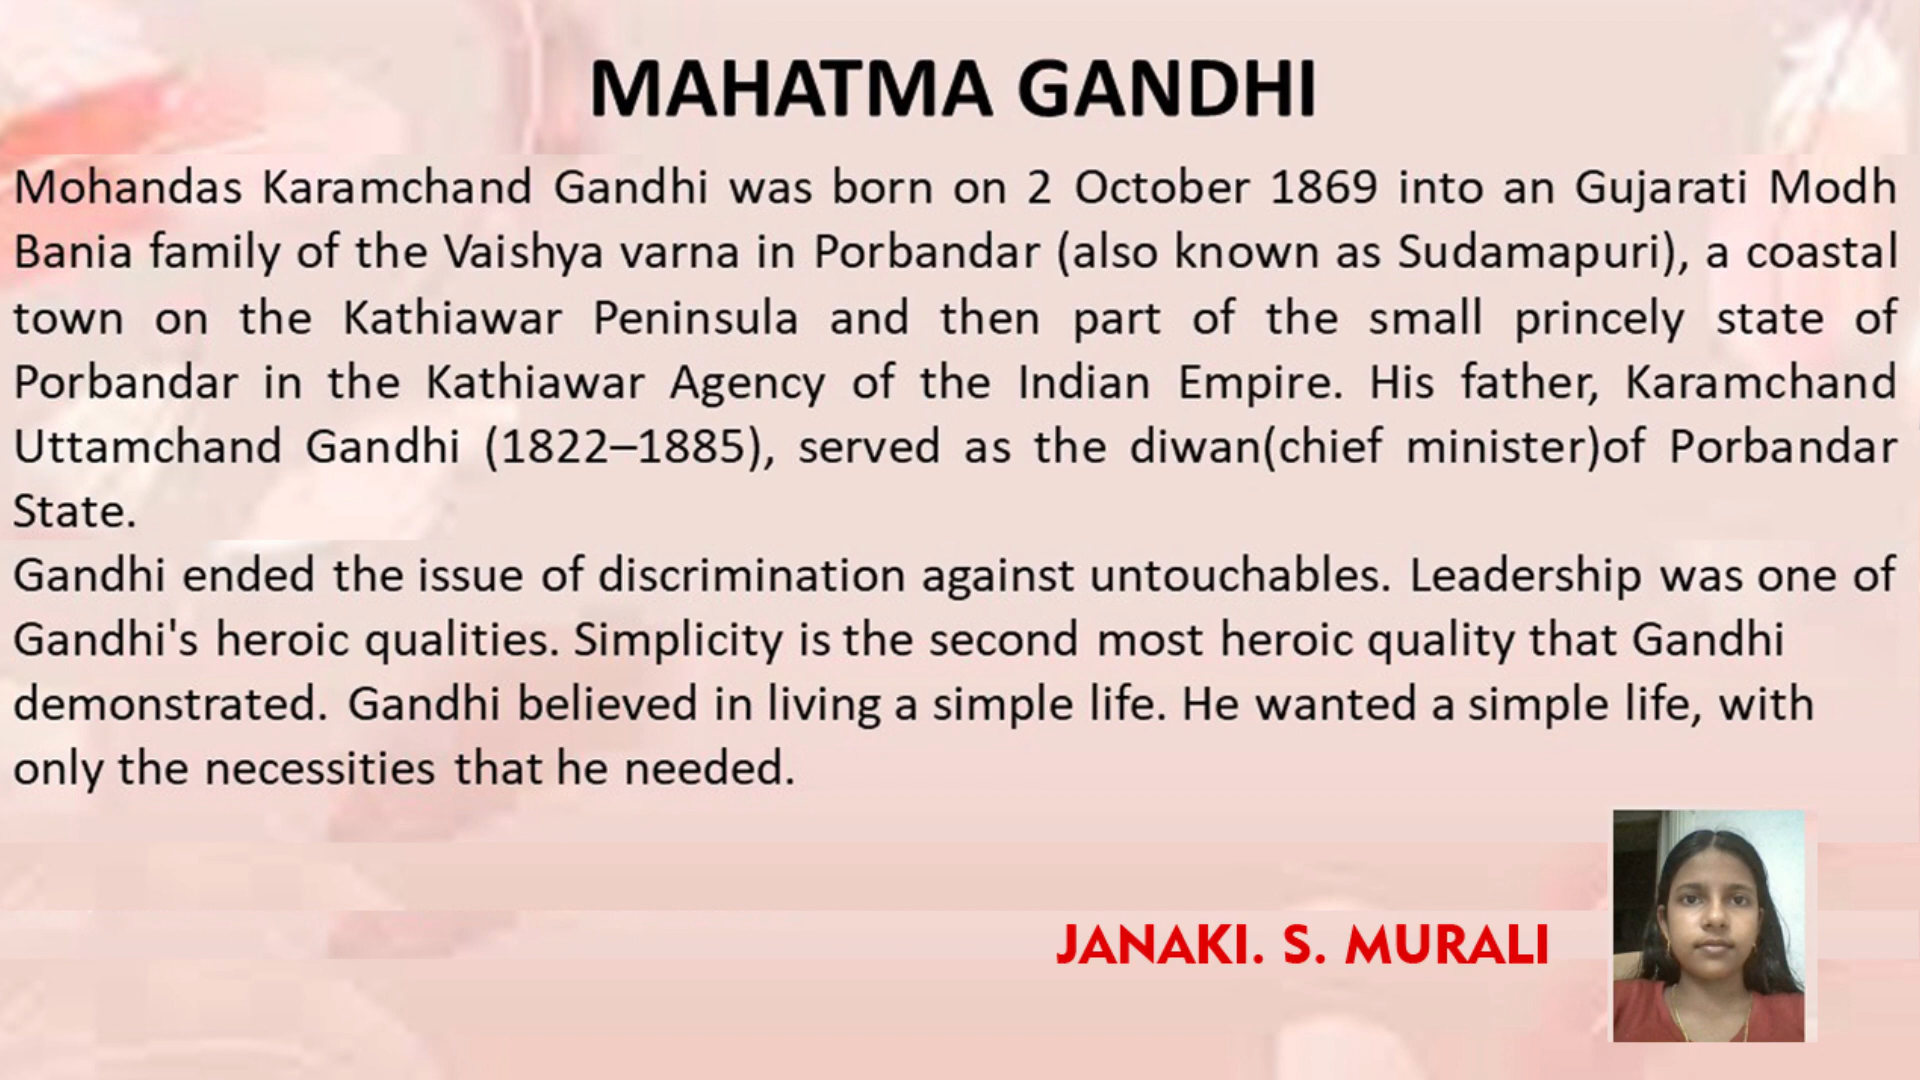 MAHATMA GANDHI
Mohandas Karamchand Gandhi was born on 2 October 1869 into an Gujarati Modh
Bania family of the Vaishya varna in Porbandar (also known as Sudamapuri), a coastal
town on the Kathiawar Peninsula and then part of the small princely state of
Porbandar in the Kathiawar Agency of the Indian Empire. His father, Karamchand
Uttamchand Gandhi (1822–1885), served as the diwan(chief minister)of Porbandar
State.
Gandhi ended the issue of discrimination against untouchables. Leadership was one of
Gandhi's heroic qualities. Simplicity is the second most heroic quality that Gandhi
demonstrated. Gandhi believed in living a simple life. He wanted a simple life, with
only the necessities that he needed.
JANAKI. S. MURALI